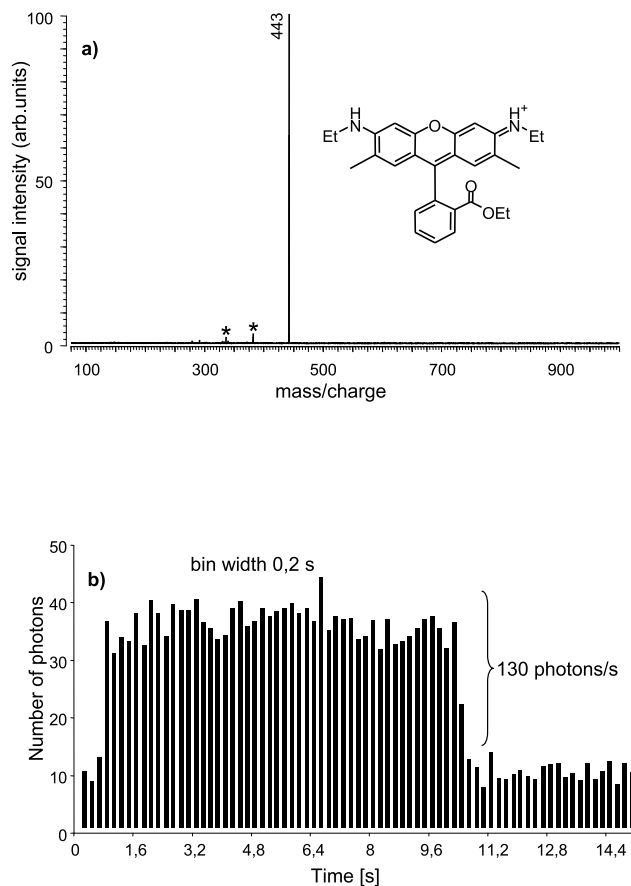 100
a)
443
signal intensity (arb.units)
50
0
H
N
Et
O
H+
N
Et
O
OEt
* *
100 300 500 700 900
mass/charge
50
b)
bin width 0,2 s
40
Number of photons
30
130 photons/s
20
10
0
0 1,6 3,2 4,8 6,4 8 9,6 11,2 12,8 14,4
Time [s]